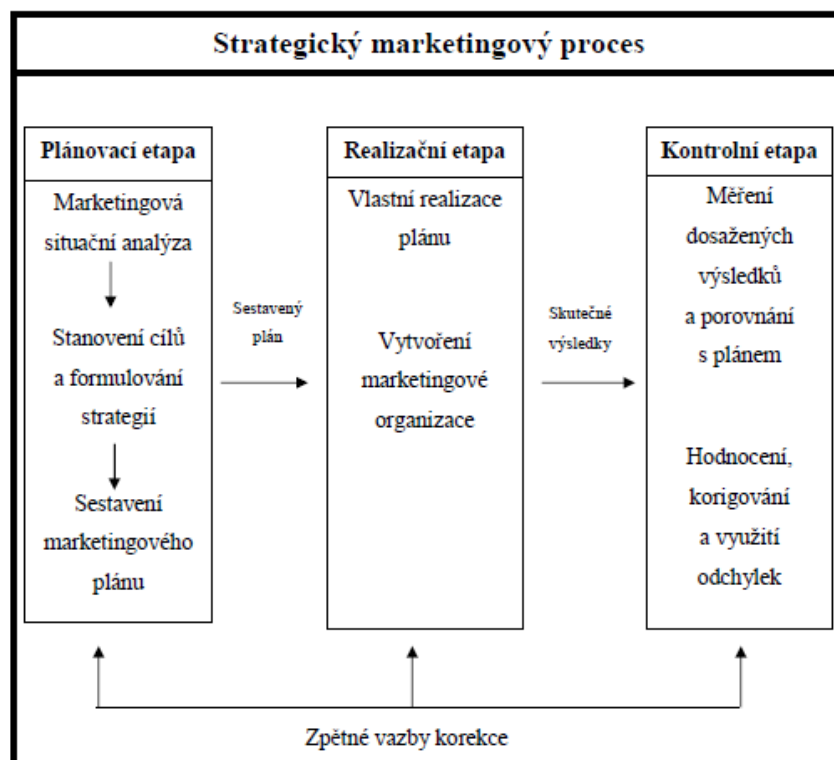 Strategický marketingový proces
Plánovací etapa
Marketingová
situační analýza
Stanovení cílů
a formulování
strategií
Sestavení
marketingového
plánu
Sestavený
plán
Realizační etapa
Vlastní realizace
plánu
Vytvoření
marketingové
organizace
Skutečné
výsledky
Kontrolní etapa
Měření
dosažených
výsledků
a porovnání
s plánem
Hodnocení,
korigování
a využití
odchylek
Zpětné vazby korekce